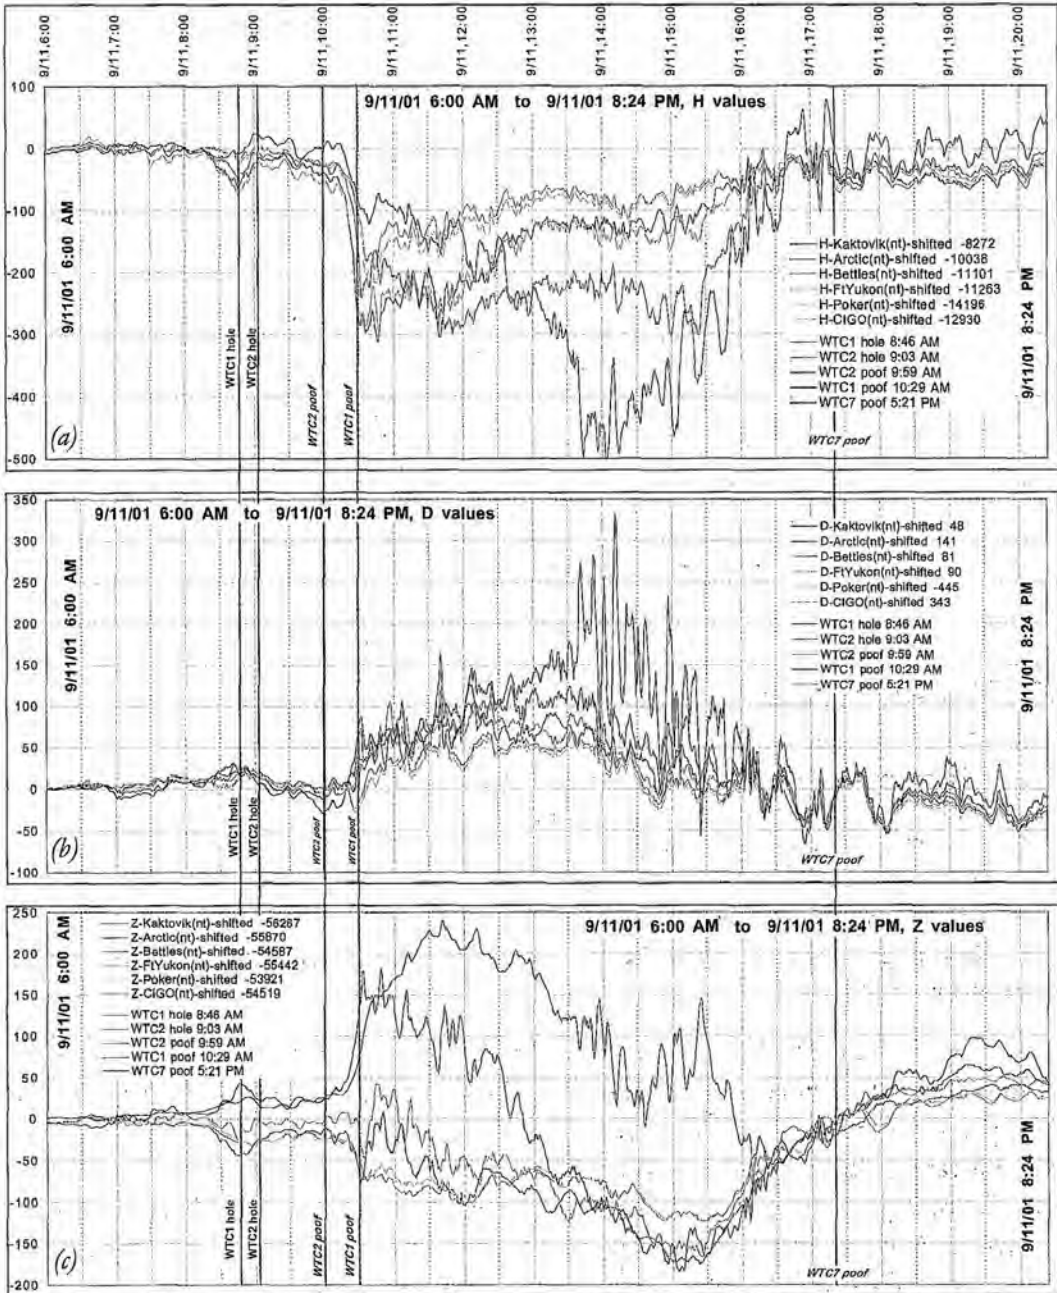 9/11,6:00
9/11,7:00
9/11,8:00
9/11,9:00
9/11,10:00
9/11,11:00
9/11,12:00
9/11,13:00
9/11,14:00
9/11,15:00
9/11,16:00
9/11,17:00
9/11,18:00
9/11,19:00
9/11,20:00
9/11/01 6:00 AM to 9/11/01 8:24 PM, H values
100
0
-100
-200
-300
-400
-500
9/11/01 6:00 AM
WTC1 hole
WTC2 hole
WTC2 poof
WTC1 poof
WTC7 poof
H-Kaktovik(nt)-shifted -8272
H-Arctic(nt)-shifted -10038
H-Bettles(nt)-shifted -11101
H-FtYukon(nt)-shifted -11263
H-Poker(nt)-shifted -14196
H-CIGO(nt)-shifted -12930
WTC1 hole 8:46 AM
WTC2 hole 9:03 AM
WTC2 poof 9:59 AM
WTC1 poof 10:29 AM
WTC7 poof 5:21 PM
9/11/01 8:24 PM
(a)
9/11/01 6:00 AM to 9/11/01 8:24 PM, D values
350
300
250
200
150
100
50
0
-50
-100
9/11/01 6:00 AM
WTC1 hole
WTC2 hole
WTC2 poof
WTC1 poof
WTC7 poof
D-Kaktovik(nt)-shifted 48
D-Arctic(nt)-shifted 141
D-Bettles(nt)-shifted 81
D-FtYukon(nt)-shifted 90
D-Poker(nt)-shifted -445
D-CIGO(nt)-shifted 343
WTC1 hole 8:46 AM
WTC2 hole 9:03 AM
WTC2 poof 9:59 AM
WTC1 poof 10:29 AM
WTC7 poof 5:21 PM
9/11/01 8:24 PM
(b)
9/11/01 6:00 AM to 9/11/01 8:24 PM, Z values
250
200
150
100
50
0
-50
-100
-150
-200
9/11/01 6:00 AM
Z-Kaktovik(nt)-shifted -56287
Z-Arctic(nt)-shifted -55870
Z-Bettles(nt)-shifted -54587
Z-FtYukon(nt)-shifted -55442
Z-Poker(nt)-shifted -53921
Z-CIGO(nt)-shifted -54519
WTC1 hole 8:46 AM
WTC2 hole 9:03 AM
WTC2 poof 9:59 AM
WTC1 poof 10:29 AM
WTC7 poof 5:21 PM
WTC1 hole
WTC2 hole
WTC2 poof
WTC1 poof
WTC7 poof
9/11/01 8:24 PM
(c)